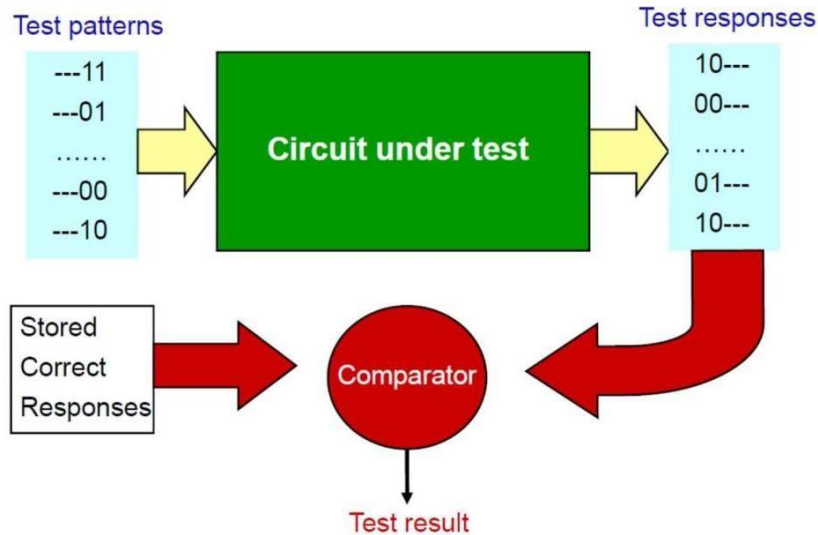 Test patterns
---11
---01
......
---00
---10
Circuit under test
Test responses
10---
00---
......
01---
10---
Stored
Correct
Responses
Comparator
Test result